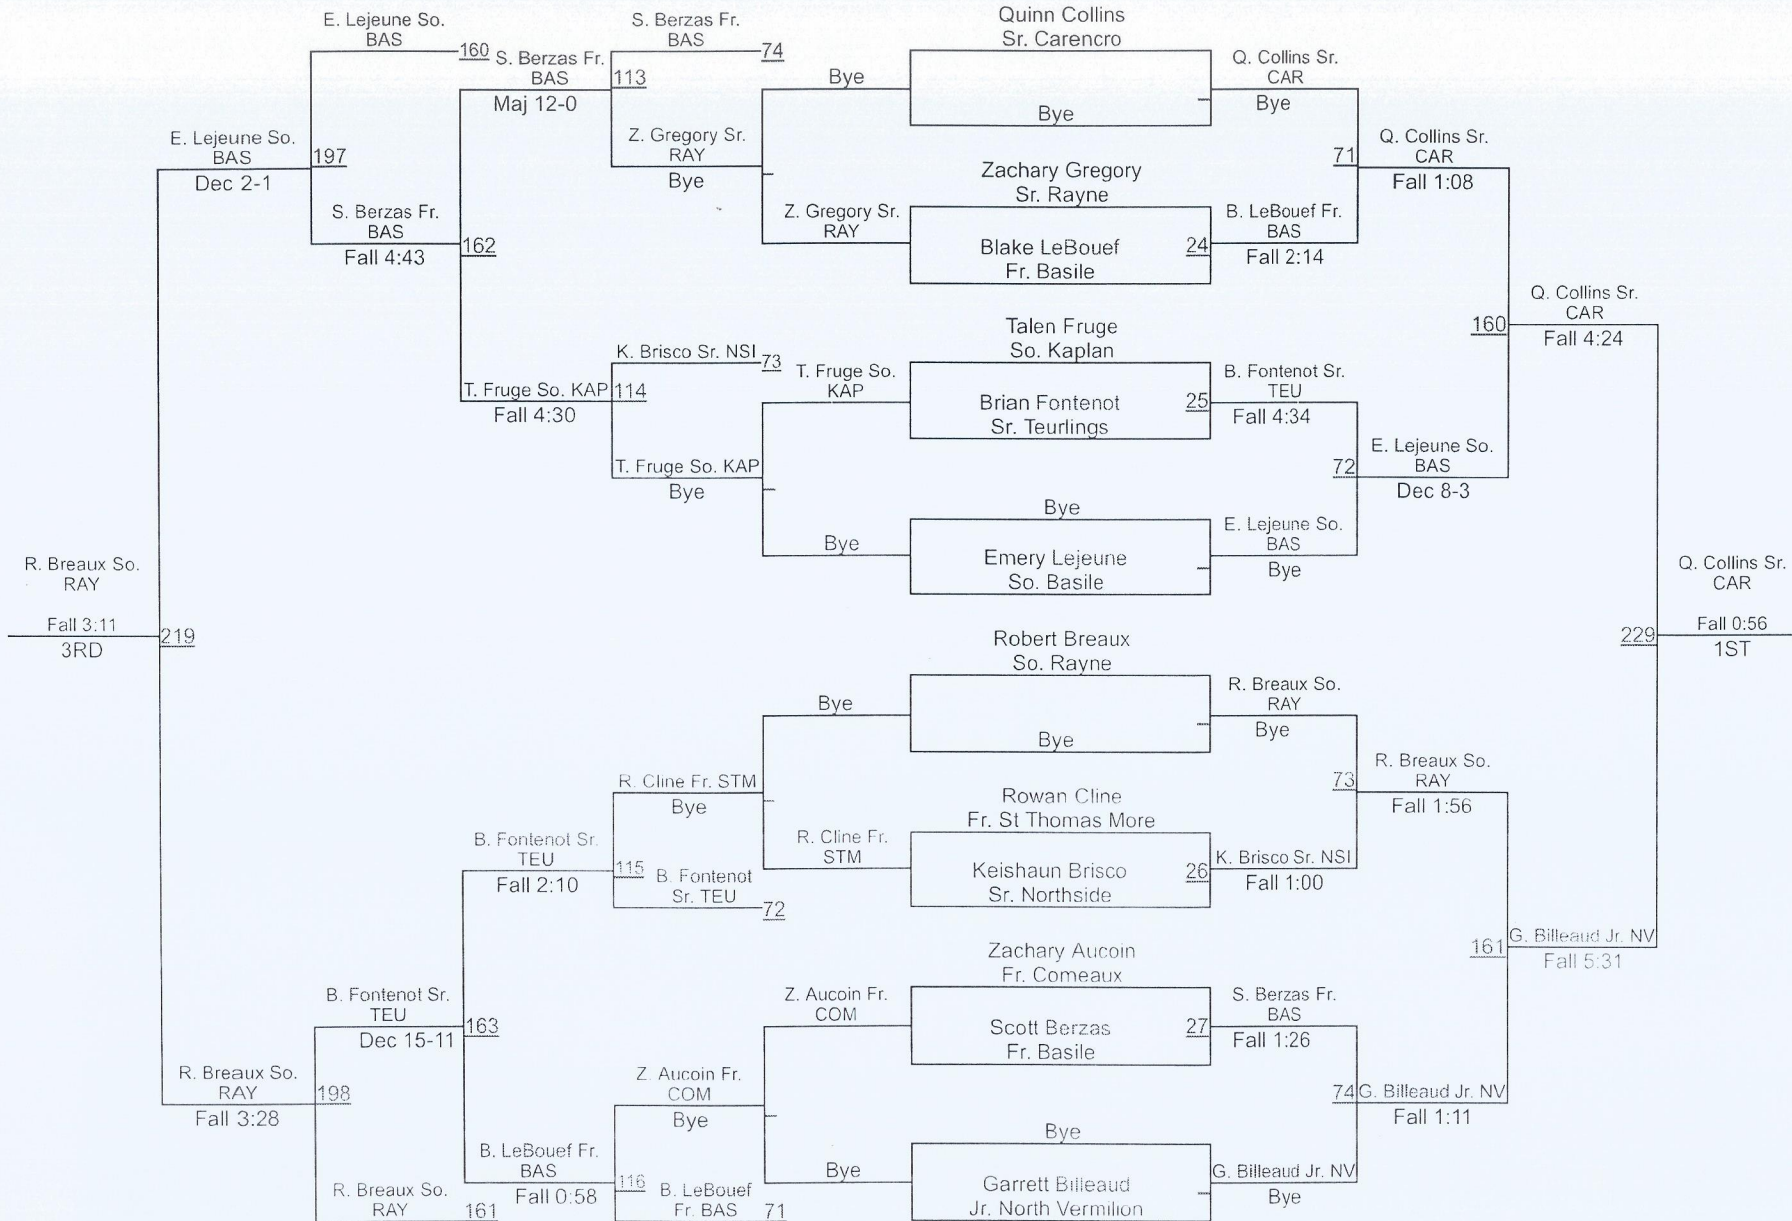 E. Lejeune So.
BAS
160
S. Berzas Fr.
BAS
Maj 12-0
S. Berzas Fr.
BAS
74
113
Z. Gregory Sr.
RAY
Bye
E. Lejeune So.
BAS
Dec 2-1
197
S. Berzas Fr.
BAS
Fall 4:43
162
Bye
Z. Gregory Sr.
RAY
Quinn Collins
Sr. Carencro
Bye
Q. Collins Sr.
CAR
Bye
Zachary Gregory
Sr. Rayne
Blake LeBouef
Fr. Basile
24
B. LeBouef Fr.
BAS
Fall 2:14
71
Q. Collins Sr.
CAR
Fall 1:08
T. Fruge So. KAP
Fall 4:30
K. Brisco Sr. NSI
73
114
T. Fruge So. KAP
Bye
T. Fruge So.
KAP
Bye
Talen Fruge
So. Kaplan
Brian Fontenot
Sr. Teurlings
25
B. Fontenot Sr.
TEU
Fall 4:34
Bye
Emery Lejeune
So. Basile
E. Lejeune So.
BAS
Bye
72
E. Lejeune So.
BAS
Dec 8-3
160
Q. Collins Sr.
CAR
Fall 4:24
R. Breaux So.
RAY
Fall 3:11
3RD
219
229
Q. Collins Sr.
CAR
Fall 0:56
1ST
Robert Breaux
So. Rayne
Bye
Bye
R. Breaux So.
RAY
Bye
R. Cline Fr. STM
Bye
R. Cline Fr.
STM
Rowan Cline
Fr. St Thomas More
Keishaun Brisco
Sr. Northside
26
K. Brisco Sr. NSI
Fall 1:00
73
R. Breaux So.
RAY
Fall 1:56
B. Fontenot Sr.
TEU
Fall 2:10
115
B. Fontenot
Sr. TEU
72
161
G. Billeaud Jr. NV
Fall 5:31
B. Fontenot Sr.
TEU
Dec 15-11
163
Z. Aucoin Fr.
COM
Zachary Aucoin
Fr. Comeaux
Scott Berzas
Fr. Basile
27
S. Berzas Fr.
BAS
Fall 1:26
R. Breaux So.
RAY
Fall 3:28
198
Z. Aucoin Fr.
COM
Bye
74
G. Billeaud Jr. NV
Fall 1:11
R. Breaux So.
RAY
161
B. LeBouef Fr.
BAS
Fall 0:58
116
B. LeBouef
Fr. BAS
71
Bye
Bye
Garrett Billeaud
Jr. North Vermilion
G. Billeaud Jr. NV
Bye